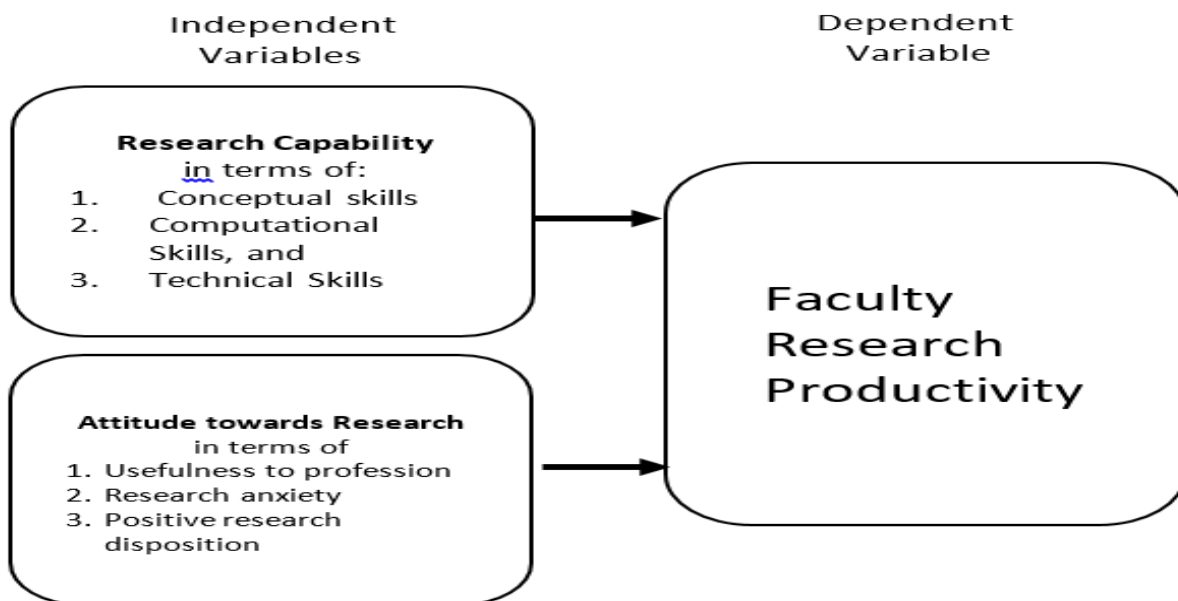 Independent
Variables
Dependent
Variable
Research Capability
in terms of:
1. Conceptual skills
2. Computational
Skills, and
3. Technical Skills
Attitude towards Research
in terms of
1. Usefulness to profession
2. Research anxiety
3. Positive research
disposition
Faculty
Research
Productivity